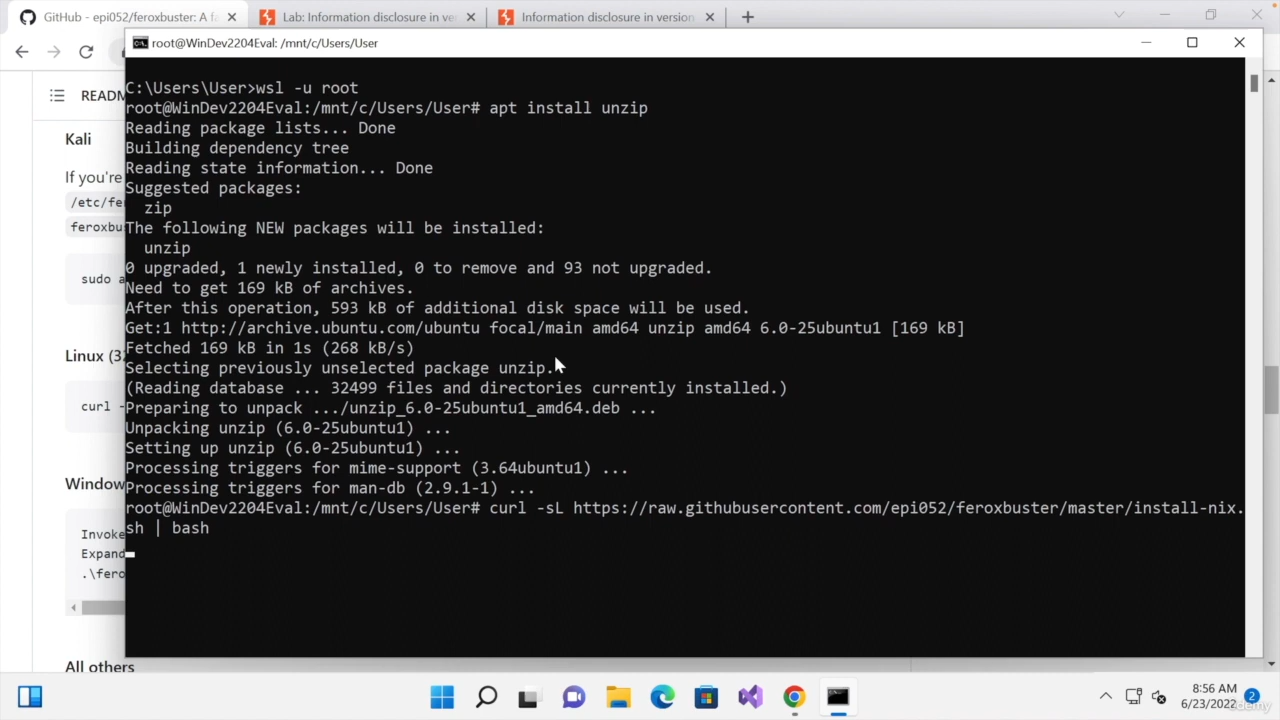 GitHub - epi052/feroxbuster: A fa
Lab: Information disclosure in ve
Information disclosure in version
root@WinDev2204Eval: /mnt/c/Users/User
README
Kali
If you're
/etc/fer
feroxbus
sudo a
Linux (32
curl -
Window
Invoke
Expand
.\fero
All others
C:\Users\User>wsl -u root
root@WinDev2204Eval:/mnt/c/Users/User# apt install unzip
Reading package lists... Done
Building dependency tree
Reading state information... Done
Suggested packages:
zip
The following NEW packages will be installed:
unzip
0 upgraded, 1 newly installed, 0 to remove and 93 not upgraded.
Need to get 169 kB of archives.
After this operation, 593 kB of additional disk space will be used.
Get:1 http://archive.ubuntu.com/ubuntu focal/main amd64 unzip amd64 6.0-25ubuntu1 [169 kB]
Fetched 169 kB in 1s (268 kB/s)
Selecting previously unselected package unzip.
(Reading database ... 32499 files and directories currently installed.)
Preparing to unpack .../unzip_6.0-25ubuntu1_amd64.deb ...
Unpacking unzip (6.0-25ubuntu1) ...
Setting up unzip (6.0-25ubuntu1) ...
Processing triggers for mime-support (3.64ubuntu1) ...
Processing triggers for man-db (2.9.1-1) ...
root@WinDev2204Eval:/mnt/c/Users/User# curl -sL https://raw.githubusercontent.com/epi052/feroxbuster/master/install-nix.
sh | bash
8:56 AM
6/23/2022
2
udemy